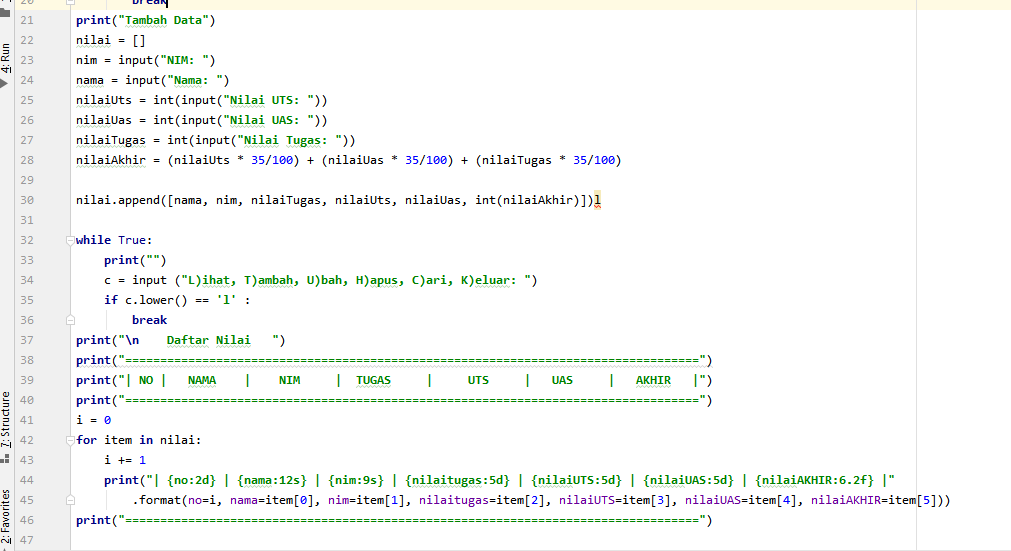 20 break
21 print("Tambah Data")
22 nilai = []
23 nim = input("NIM: ")
24 nama = input("Nama: ")
25 nilaiUts = int(input("Nilai UTS: "))
26 nilaiUas = int(input("Nilai UAS: "))
27 nilaiTugas = int(input("Nilai Tugas: "))
28 nilaiAkhir = (nilaiUts * 35/100) + (nilaiUas * 35/100) + (nilaiTugas * 35/100)
29
30 nilai.append([nama, nim, nilaiTugas, nilaiUts, nilaiUas, int(nilaiAkhir)])l
31
32 while True:
33     print("")
34     c = input ("L)ihat, T)ambah, U)bah, H)apus, C)ari, K)eluar: ")
35     if c.lower() == 'l' :
36         break
37 print("\n    Daftar Nilai   ")
38 print("==================================================================================")
39 print("| NO |   NAMA    |    NIM     |  TUGAS     |     UTS     |   UAS     |   AKHIR   |")
40 print("==================================================================================")
41 i = 0
42 for item in nilai:
43     i += 1
44     print("| {no:2d} | {nama:12s} | {nim:9s} | {nilaitugas:5d} | {nilaiUTS:5d} | {nilaiUAS:5d} | {nilaiAKHIR:6.2f} |"
45         .format(no=i, nama=item[0], nim=item[1], nilaitugas=item[2], nilaiUTS=item[3], nilaiUAS=item[4], nilaiAKHIR=item[5]))
46 print("==================================================================================")
47
4: Run
7: Structure
2: Favorites